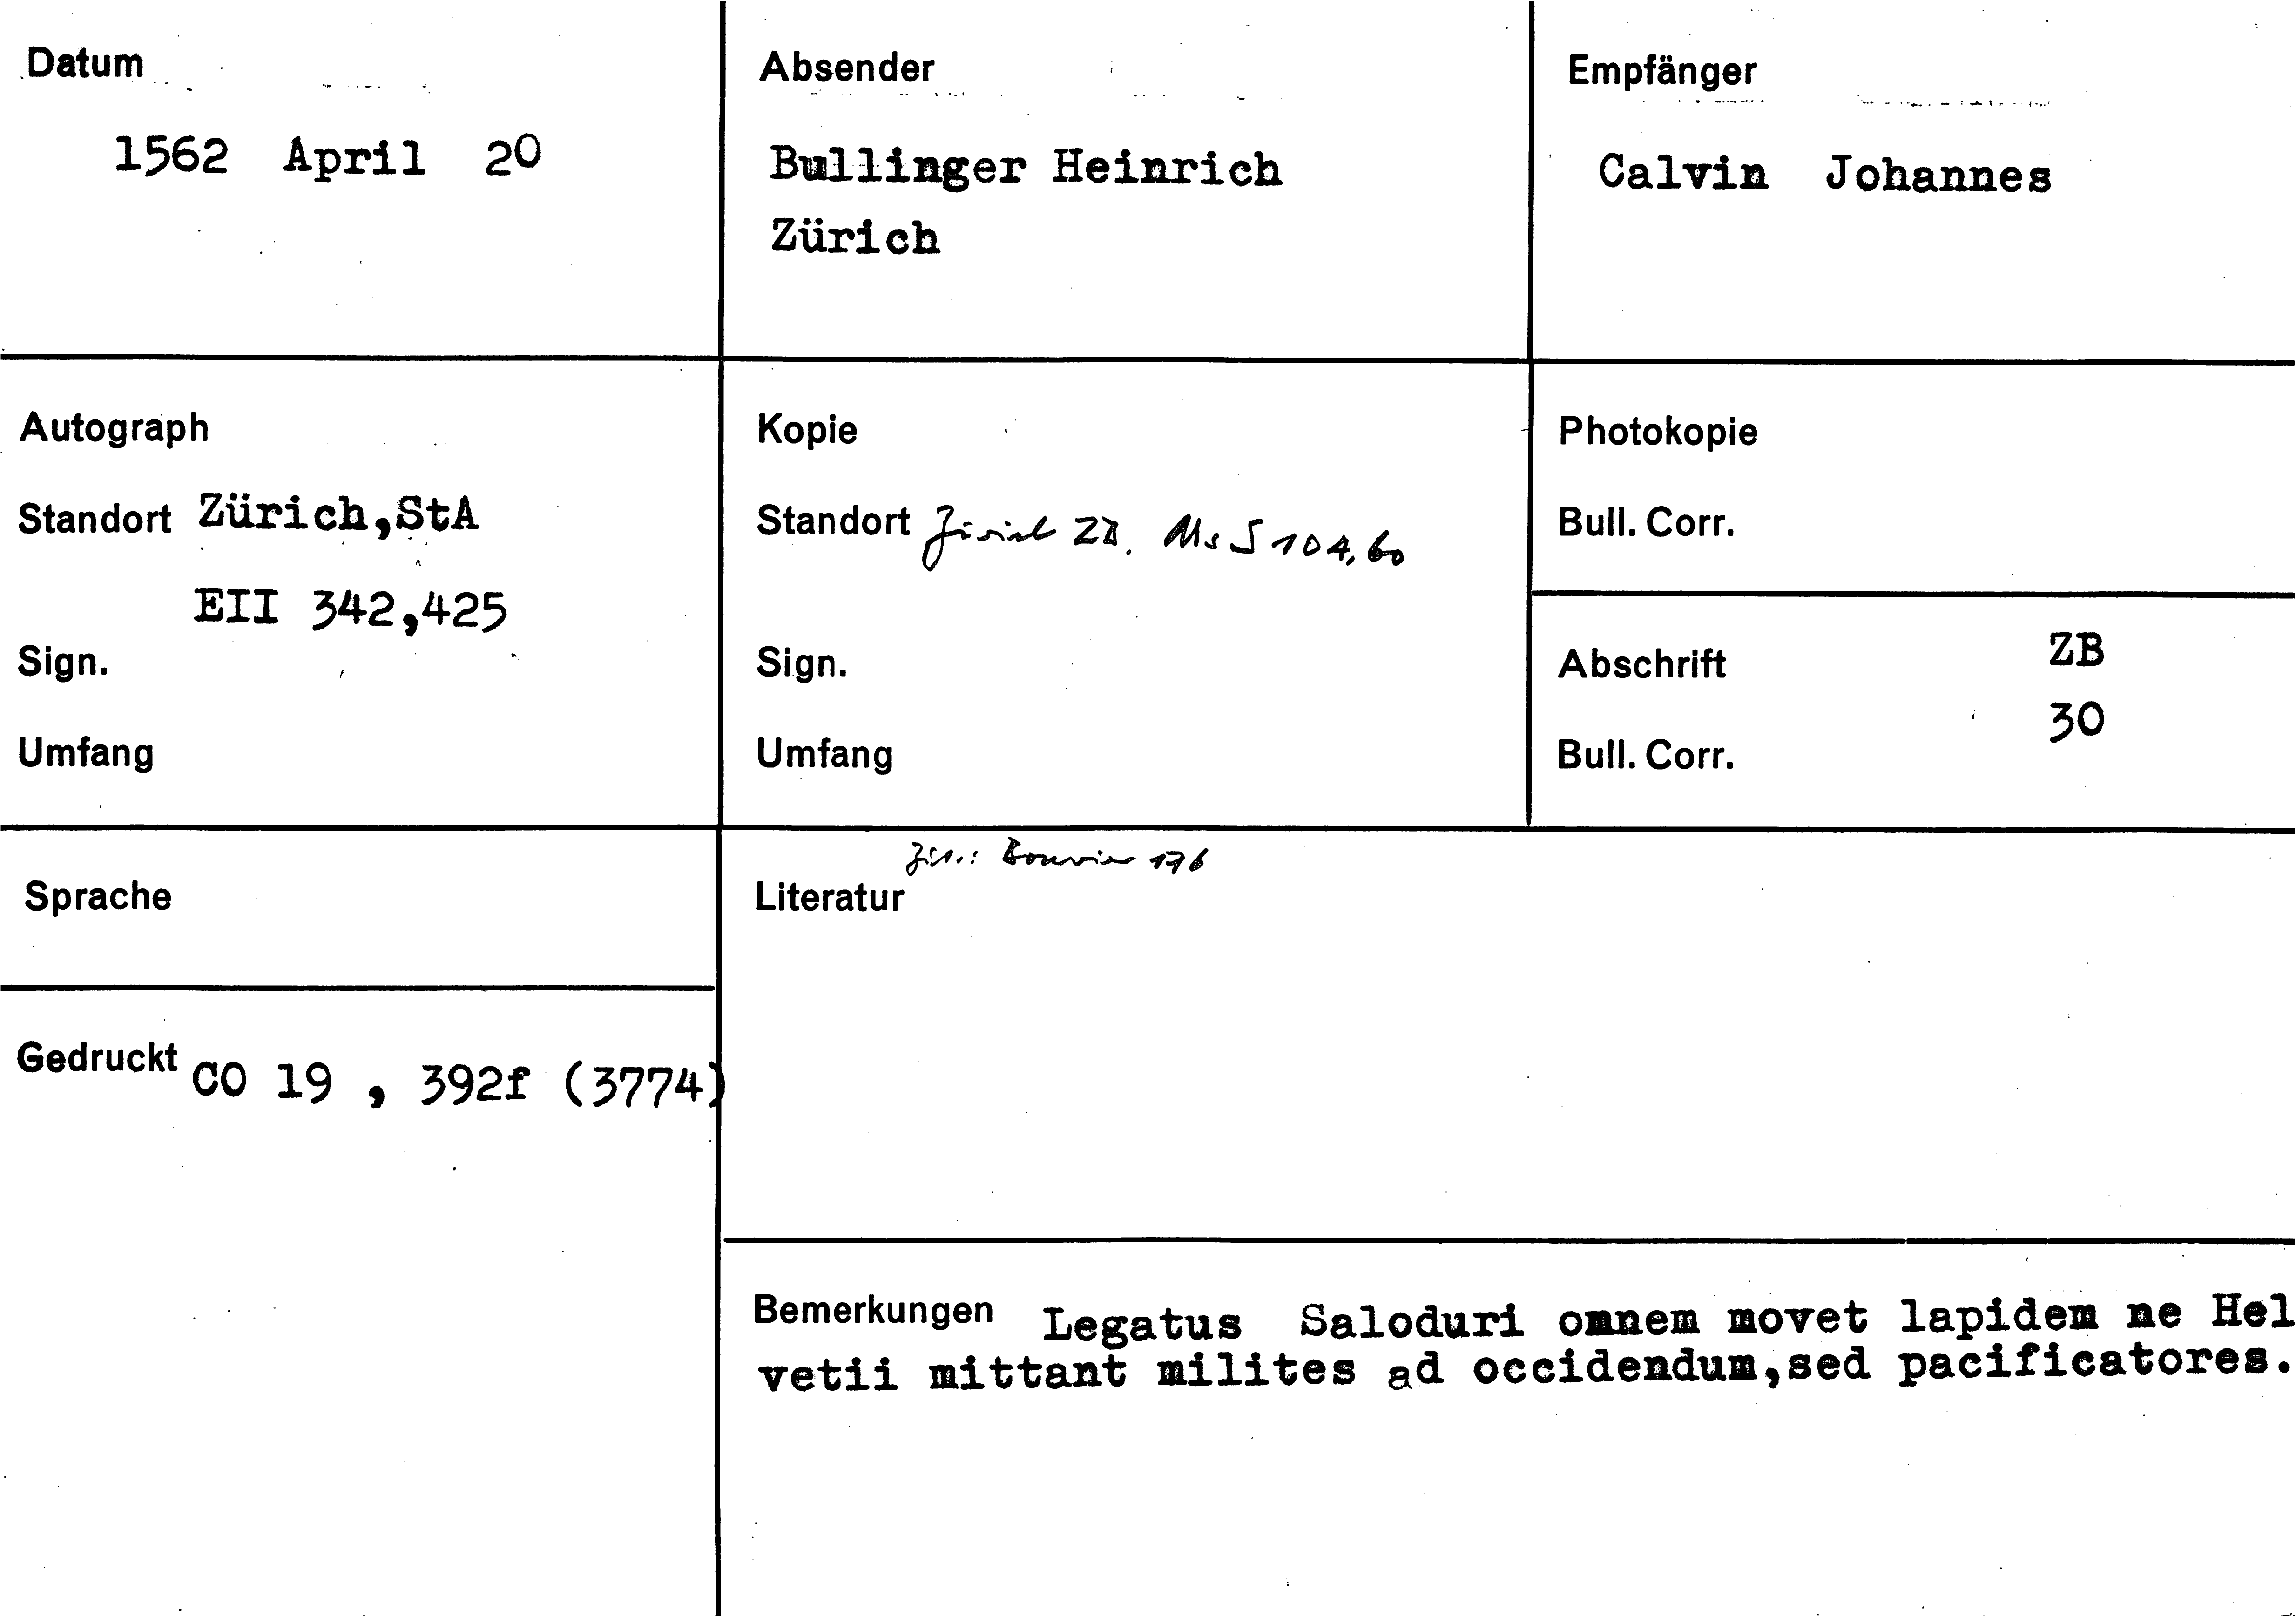 Datum
1562 April 20
Absender
Bullinger Heinrich
Zürich
Empfänger
Calvin Johannes
Autograph
Standort Zürich,StA
EII 342,425
Sign.
Umfang
Kopie
Standort Zürich ZB. Ms S 104,60
Sign.
Umfang
Photokopie
Bull. Corr.
Abschrift ZB
30
Bull. Corr.
Sprache
Gedruckt CO 19 , 392f (3774)
Zit.: Bouvier 176
Literatur
Bemerkungen Legatus Saloduri omnem movet lapidem ne Hel
vetii mittant milites ad occidendum,sed pacificatores.